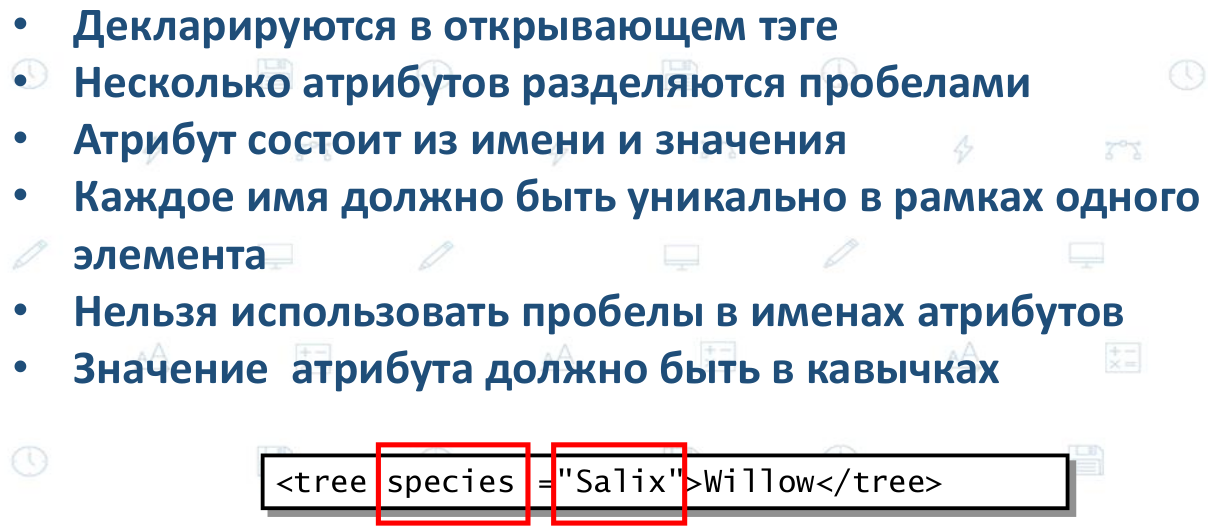 • Декларируются в открывающем тэге
• Несколько атрибутов разделяются пробелами
• Атрибут состоит из имени и значения
• Каждое имя должно быть уникально в рамках одного
элемента
• Нельзя использовать пробелы в именах атрибутов
• Значение атрибута должно быть в кавычках
<tree species ="Salix">Willow</tree>